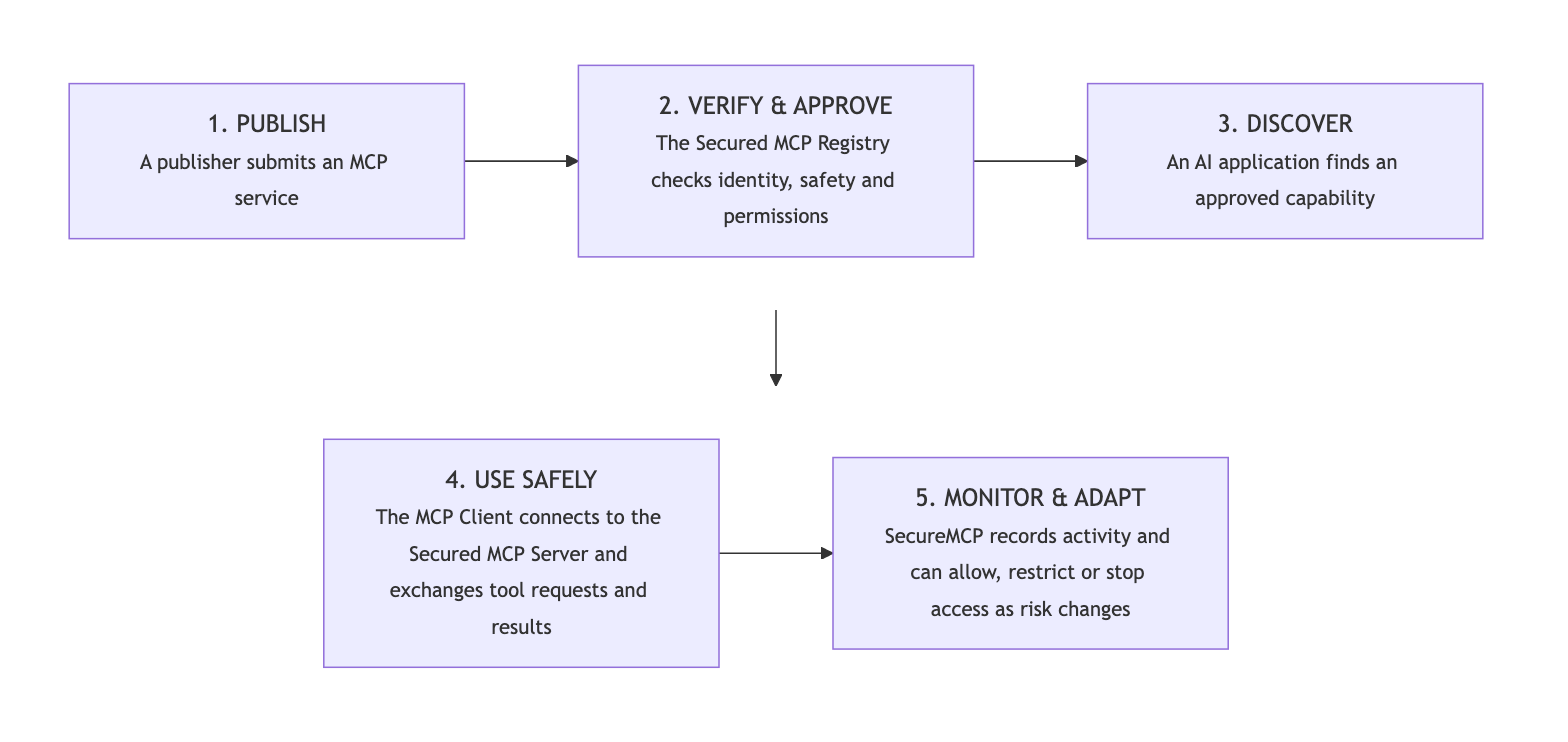 1. PUBLISH
A publisher submits an MCP
service
2. VERIFY & APPROVE
The Secured MCP Registry
checks identity, safety and
permissions
3. DISCOVER
An AI application finds an
approved capability
4. USE SAFELY
The MCP Client connects to the
Secured MCP Server and
exchanges tool requests and
results
5. MONITOR & ADAPT
SecureMCP records activity and
can allow, restrict or stop
access as risk changes